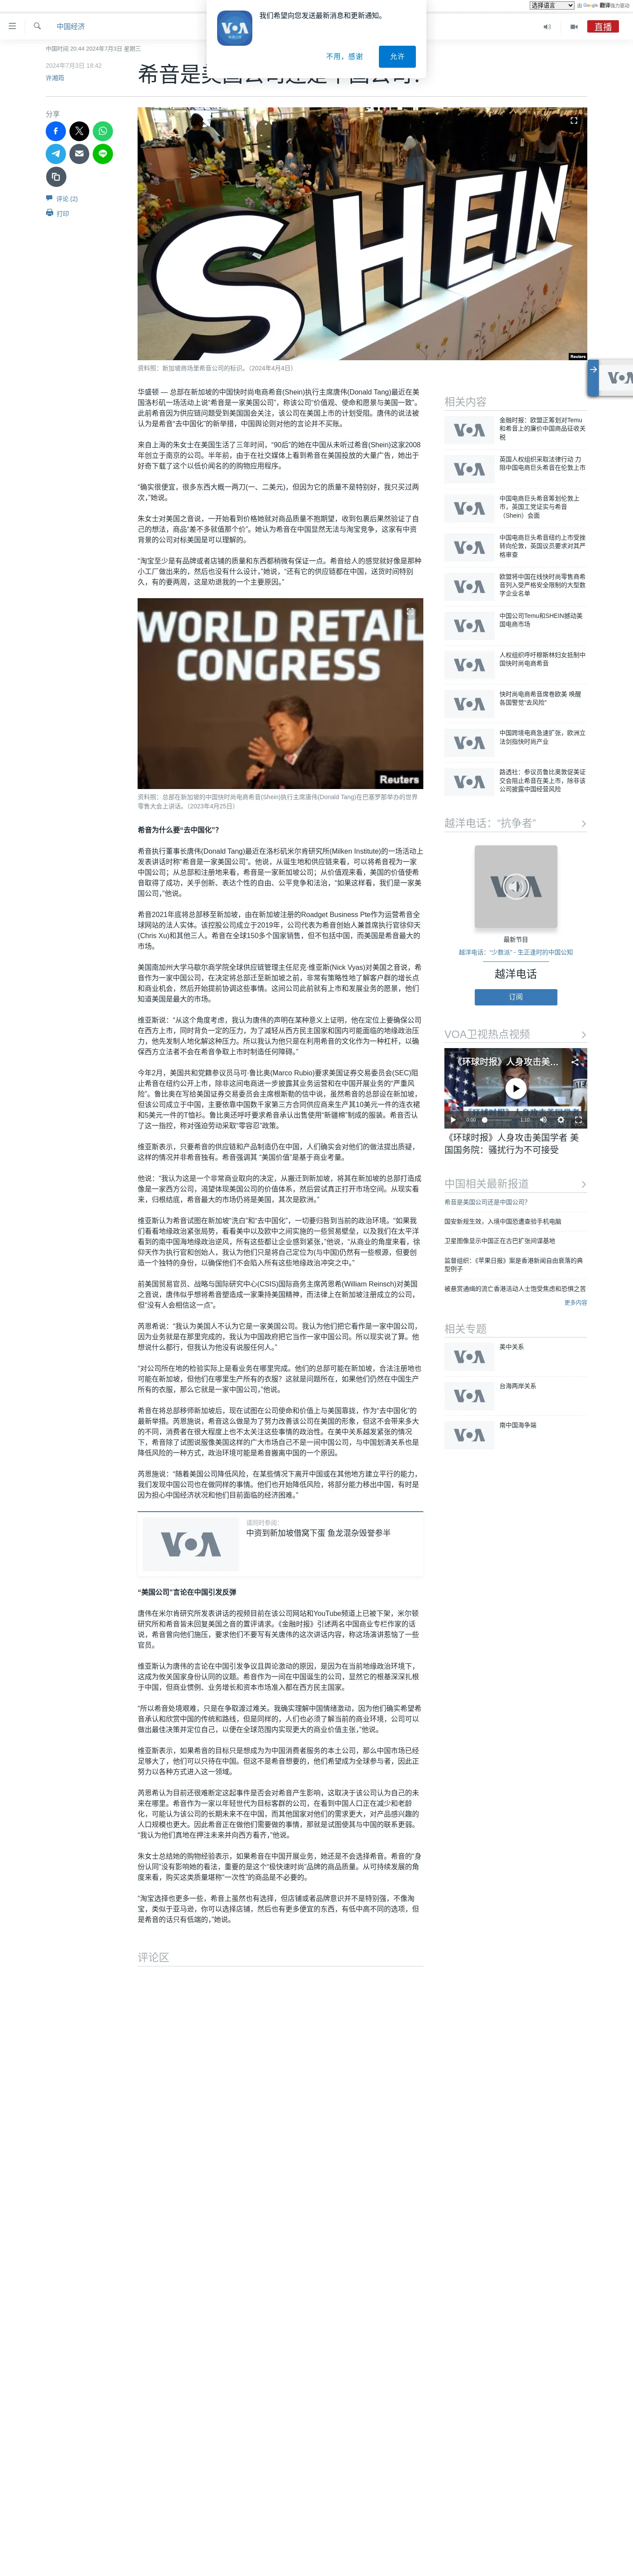 选择语言
由 Google 翻译强力驱动
我们希望向您发送最新消息和更新通知。
不用，感谢
允许
中国经济
直播
中国时间 20:44 2024年7月3日 星期三
希音是美国公司还是中国公司？
2024年7月3日 18:42
许湘筠
分享
评论 (2)
打印
SHEIN
Reuters
资料照：新加坡商场里希音公司的标识。（2024年4月4日）
华盛顿 — 总部在新加坡的中国快时尚电商希音(Shein)执行主席唐伟(Donald Tang)最近在美
国洛杉矶一场活动上说“希音是一家美国公司”，称该公司“价值观、使命和愿景与美国一致”。
此前希音因为供应链问题受到美国国会关注，该公司在美国上市的计划受阻。唐伟的说法被
认为是希音“去中国化”的新举措，中国舆论则对他的言论并不买账。
来自上海的朱女士在美国生活了三年时间，“90后”的她在中国从未听过希音(Shein)这家2008
年创立于南京的公司。半年前，由于在社交媒体上看到希音在美国投放的大量广告，她出于
好奇下载了这个以低价闻名的的购物应用程序。
“确实很便宜，很多东西大概一两刀(一、二美元)，但因为它的质量不是特别好，我只买过两
次，”她说。
朱女士对美国之音说，一开始看到价格她就对商品质量不抱期望，收到包裹后果然验证了自
己的想法，商品“差不多就值那个价”。她认为希音在中国显然无法与淘宝竞争，这家有中资
背景的公司对标美国是可以理解的。
“淘宝至少是有品牌或者店铺的质量和东西都稍微有保证一点。希音给人的感觉就好像是那种
小工厂做出来的，然后也没有什么设计，”她说，“还有它的供应链都在中国，送货时间特别
久，有的要两周，这是劝退我的一个主要原因。”
WORLD RETAIL
CONGRESS
Reuters
资料照：总部在新加坡的中国快时尚电商希音(Shein)执行主席唐伟(Donald Tang)在巴塞罗那举办的世界
零售大会上讲话。（2023年4月25日）
希音为什么要“去中国化”？
希音执行董事长唐伟(Donald Tang)最近在洛杉矶米尔肯研究所(Milken Institute)的一场活动上
发表讲话时称“希音是一家美国公司”。他说，从诞生地和供应链来看，可以将希音视为一家
中国公司；从总部和注册地来看，希音是一家新加坡公司；从价值观来看，美国的价值使希
音取得了成功，关乎创新、表达个性的自由、公平竞争和法治，“如果这样看，我们是一家美
国公司，”他说。
希音2021年底将总部移至新加坡，由在新加坡注册的Roadget Business Pte作为运营希音全
球网站的法人实体。该控股公司成立于2019年，公司代表为希音创始人兼首席执行官徐仰天
(Chris Xu)和其他三人。希音在全球150多个国家销售，但不包括中国，而美国是希音最大的
市场。
美国南加州大学马歇尔商学院全球供应链管理主任尼克·维亚斯(Nick Vyas)对美国之音说，希
音作为一家中国公司，在决定将总部迁至新加坡之前，非常有策略性地了解客户群的增长点
和商业机会，然后开始提前协调这些事情。这间公司此前就有上市和发展业务的愿景，他们
知道美国是最大的市场。
维亚斯说：“从这个角度考虑，我认为唐伟的声明在某种意义上证明，他在定位上要确保公司
在西方上市，同时背负一定的压力，为了减轻从西方民主国家和国内可能面临的地缘政治压
力，他先发制人地化解这种压力。所以我认为他只是在利用希音的文化作为一种杠杆，以确
保西方立法者不会在希音争取上市时制造任何障碍。”
今年2月，美国共和党籍参议员马可·鲁比奥(Marco Rubio)要求美国证券交易委员会(SEC)阻
止希音在纽约公开上市，除非这间电商进一步披露其业务运营和在中国开展业务的“严重风
险”。鲁比奥在写给美国证券交易委员会主席根斯勒的信中说，虽然希音的总部设在新加坡，
但该公司成立于中国，主要依靠中国数千家第三方合同供应商来生产其10美元一件的连衣裙
和5美元一件的T恤衫。鲁比奥还呼吁要求希音承认出售使用“新疆棉”制成的服装。希音否认
了这一指控，称对强迫劳动采取“零容忍”政策。
维亚斯表示，只要希音的供应链和产品制造仍在中国，人们确实会对他们的做法提出质疑，
这样的情况并非希音独有。希音强调其 “美国价值”是基于商业考量。
他说：“我认为这是一个非常商业取向的决定，从搬迁到新加坡，将其在新加坡的总部打造成
像是一家西方公司，渴望体现美国公司的价值体系，然后尝试真正打开市场空间。从现实看
来，归根结底，希音最大的市场仍将是美国，其次是欧洲。”
维亚斯认为希音试图在新加坡“洗白”和“去中国化”，一切要归咎到当前的政治环境。“如果我
们看看地缘政治紧张局势，看看美中以及欧中之间实施的一些贸易壁垒，以及我们在太平洋
看到的南中国海地缘政治逆风，所有这些都让企业感到紧张，”他说，“从商业的角度来看，徐
仰天作为执行官和创始人，我认为他们只是将自己定位为(与中国)仍然有一些根源，但要创
造一个独特的身份，以确保他们不会陷入所有这些地缘政治冲突之中。”
前美国贸易官员、战略与国际研究中心(CSIS)国际商务主席芮恩希(William Reinsch)对美国
之音说，唐伟似乎想将希音塑造成一家秉持美国精神，而法律上在新加坡注册成立的公司，
但“没有人会相信这一点”。
芮恩希说：“我认为美国人不认为它是一家美国公司。我认为他们把它看作是一家中国公司，
因为业务就是在那里完成的，我认为中国政府把它当作一家中国公司。所以现实说了算。他
想说什么都行，但我认为他没有说服任何人。”
“对公司所在地的检验实际上是看业务在哪里完成。他们的总部可能在新加坡，合法注册地也
可能在新加坡，但他们在哪里生产所有的衣服？这就是问题所在，如果他们仍然在中国生产
所有的衣服，那么它就是一家中国公司，”他说。
希音在将总部移师新加坡后，现在试图在公司使命和价值上与美国靠拢，作为“去中国化”的
最新举措。芮恩施说，希音这么做是为了努力改善该公司在美国的形象，但这不会带来多大
的不同，消费者在很大程度上也不太关注这些事情的政治性。在美中关系越发紧张的情况
下，希音除了试图说服像美国这样的广大市场自己不是一间中国公司，与中国划清关系也是
降低风险的一种方式，政治环境可能是希音搬离中国的一个原因。
芮恩施说：“随着美国公司降低风险，在某些情况下离开中国或在其他地方建立平行的能力，
我们发现中国公司也在做同样的事情。他们也开始降低风险，将部分能力移出中国，有时是
因为担心中国经济状况和他们目前面临的经济困难。”
VOA
请同时参阅：
中资到新加坡借窝下蛋 鱼龙混杂毁誉参半
“美国公司”言论在中国引发反弹
唐伟在米尔肯研究所发表讲话的视频目前在该公司网站和YouTube频道上已被下架，米尔顿
研究所和希音皆未回复美国之音的置评请求。《金融时报》引述两名中国商业专栏作家的话
说，希音曾向他们施压，要求他们不要写有关唐伟的这次讲话内容，称这场演讲惹恼了一些
官员。
维亚斯认为唐伟的言论在中国引发争议且舆论激动的原因，是因为在当前地缘政治环境下，
这成为攸关国家身份认同的议题。希音作为一间在中国诞生的公司，显然它的根基深深扎根
于中国，但商业惯例、业务增长和资本市场准入都在西方民主国家。
“所以希音处境艰难，只是在争取渡过难关。我确实理解中国情绪激动，因为他们确实希望希
音承认和欣赏中国的传统和路线，但是同样的，人们也必须了解当前的商业环境，公司可以
做出最佳决策并定位自己，以便在全球范围内实现更大的商业价值主张，”他说。
维亚斯表示，如果希音的目标只是想成为为中国消费者服务的本土公司，那么中国市场已经
足够大了，他们可以只待在中国。但这不是希音想要的，他们希望成为全球参与者，因此正
努力以各种方式进入这一领域。
芮恩希认为目前还很难断定这起事件是否会对希音产生影响，这取决于该公司认为自己的未
来在哪里。希音作为一家以年轻世代为目标客群的公司，在看到中国人口正在减少和老龄
化，可能认为该公司的长期未来不在中国，而其他国家对他们的需求更大，对产品感兴趣的
人口规模也更大。因此希音正在做他们需要做的事情，那就是试图使其与中国的联系更弱。
“我认为他们真地在押注未来并向西方看齐，”他说。
朱女士总结她的购物经验表示，如果希音在中国开展业务，她还是不会选择希音。希音的“身
份认同”没有影响她的看法，重要的是这个“极快速时尚”品牌的商品质量。从可持续发展的角
度来看，购买这类质量堪称“一次性”的商品是不必要的。
“淘宝选择也更多一些，希音上虽然也有选择，但店铺或者品牌意识并不是特别强，不像淘
宝，类似于亚马逊，你可以选择店铺，然后也有更多便宜的东西，有低中高不同的选项，但
是希音的话只有低端的，”她说。
评论区
相关内容
金融时报：欧盟正筹划对Temu
和希音上的廉价中国商品征收关
税
英国人权组织采取法律行动 力
阻中国电商巨头希音在伦敦上市
中国电商巨头希音筹划伦敦上
市，英国工党证实与希音
（Shein）会面
中国电商巨头希音纽约上市受挫
转向伦敦，英国议员要求对其严
格审查
欧盟将中国在线快时尚零售商希
音列入受严格安全限制的大型数
字企业名单
中国公司Temu和SHEIN撼动美
国电商市场
人权组织呼吁穆斯林妇女抵制中
国快时尚电商希音
快时尚电商希音席卷欧美 唤醒
各国警觉“去风险”
中国跨境电商急速扩张，欧洲立
法剑指快时尚产业
路透社：参议员鲁比奥敦促美证
交会阻止希音在美上市，除非该
公司披露中国经营风险
越洋电话：“抗争者”
最新节目
越洋电话：“少数派” - 生正逢时的中国公知
越洋电话
订阅
VOA卫视热点视频
《环球时报》人身攻击美...
0:00
1:10
《环球时报》人身攻击美国学者 美
国国务院：骚扰行为不可接受
中国相关最新报道
希音是美国公司还是中国公司？
国安新规生效，入境中国恐遭查验手机电脑
卫星图像显示中国正在古巴扩张间谍基地
监督组织：《苹果日报》案是香港新闻自由衰落的典
型例子
被悬赏通缉的流亡香港活动人士饱受焦虑和恐惧之苦
更多内容
相关专题
美中关系
台海两岸关系
南中国海争端